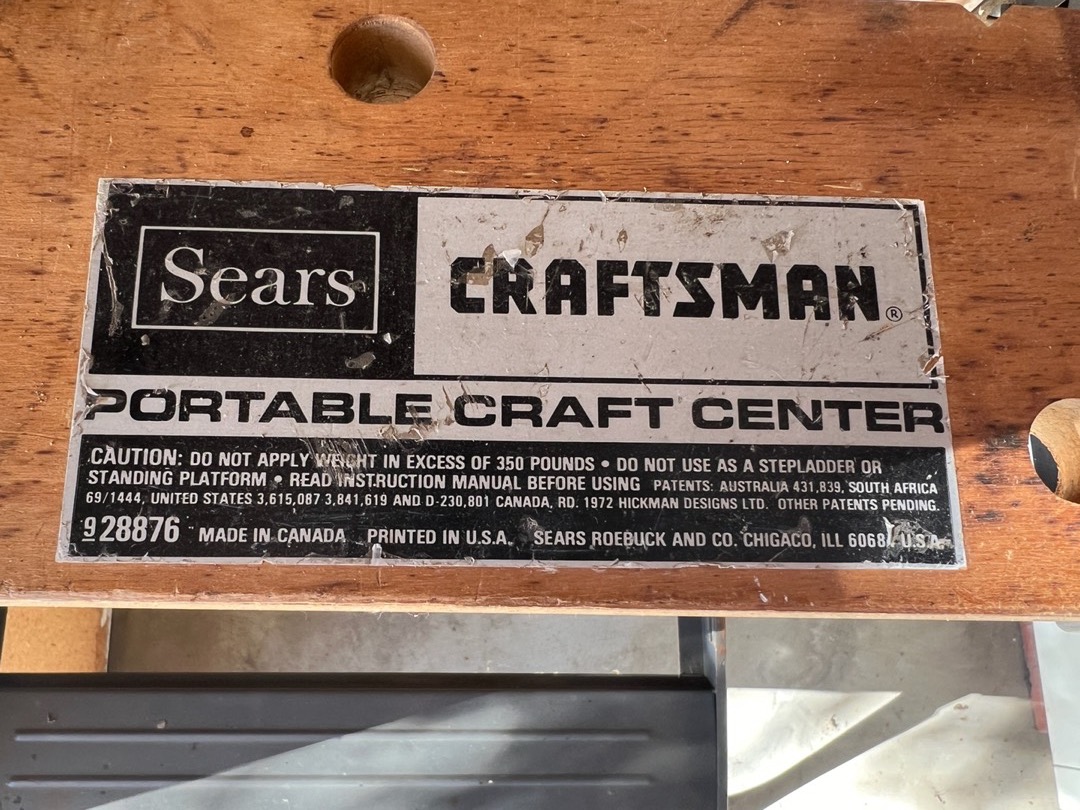 Sears
CRAFTSMAN®
PORTABLE CRAFT CENTER
CAUTION: DO NOT APPLY WEIGHT IN EXCESS OF 350 POUNDS • DO NOT USE AS A STEPLADDER OR
STANDING PLATFORM • READ INSTRUCTION MANUAL BEFORE USING PATENTS: AUSTRALIA 431,839, SOUTH AFRICA
69/1444, UNITED STATES 3,615,087 3,841,619 AND D-230,801 CANADA, RD. 1972 HICKMAN DESIGNS LTD. OTHER PATENTS PENDING.
9 28876 MADE IN CANADA PRINTED IN U.S.A. SEARS ROEBUCK AND CO. CHIGACO, ILL 6068 U.S.A.